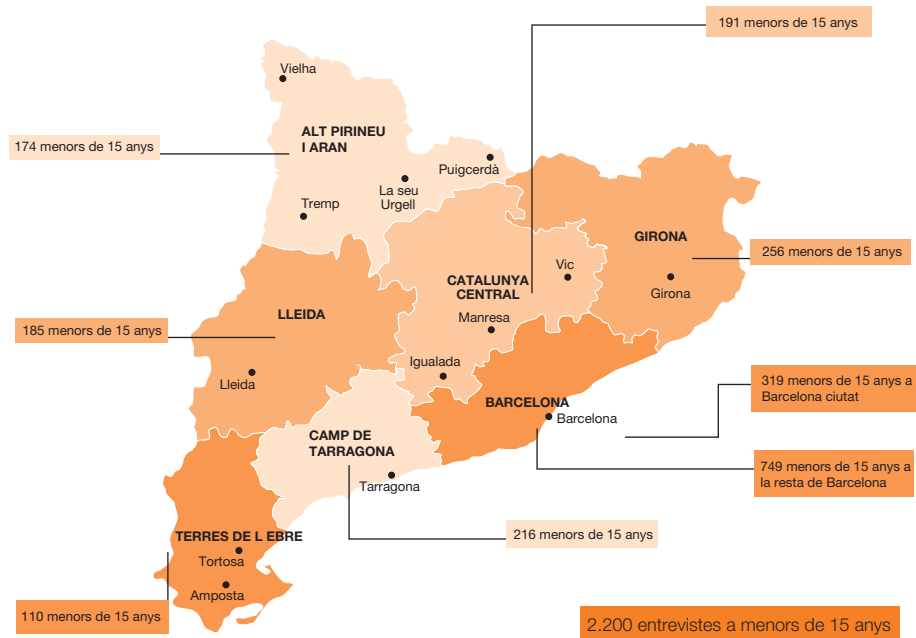 191 menors de 15 anys
Vielha
ALT PIRINEU
I ARAN
174 menors de 15 anys
Puigcerdà
La seu
Urgell
Tremp
GIRONA
256 menors de 15 anys
Vic
CATALUNYA
CENTRAL
Girona
LLEIDA
Manresa
185 menors de 15 anys
Igualada
Lleida
319 menors de 15 anys a
Barcelona ciutat
BARCELONA
Barcelona
CAMP DE
TARRAGONA
749 menors de 15 anys a
la resta de Barcelona
Tarragona
216 menors de 15 anys
TERRES DE L EBRE
Tortosa
Amposta
110 menors de 15 anys
2.200 entrevistes a menors de 15 anys